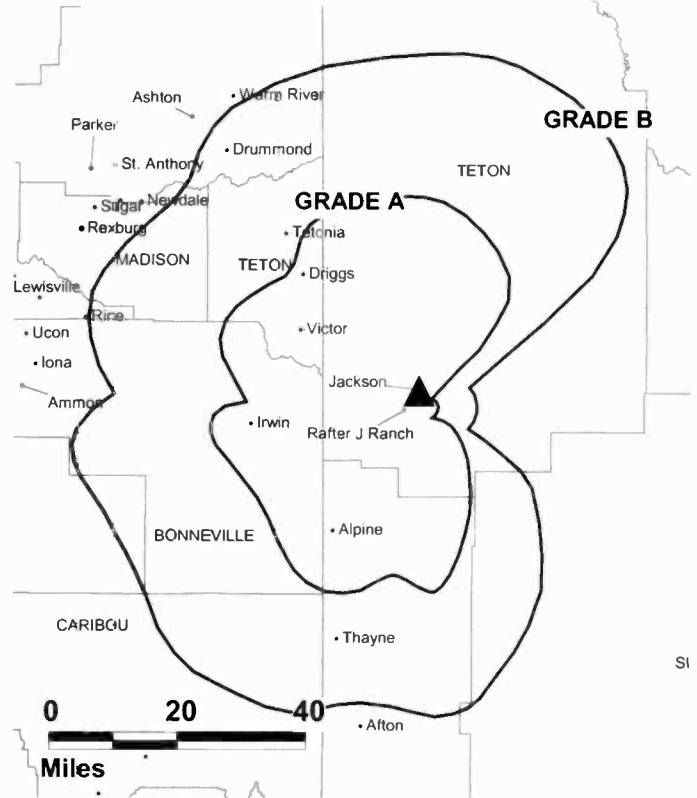 Ashton
Warm River
GRADE B
Parker
Drummond
St. Anthony
TETON
Sugar
Newdale
GRADE A
Rexburg
Tetonia
MADISON
TETON
Driggs
Lewisville
Ririe
Victor
Ucon
Iona
Jackson
Ammon
Irwin
Rafter J Ranch
Alpine
BONNEVILLE
CARIBOU
Thayne
0 20 40
Afton
Miles